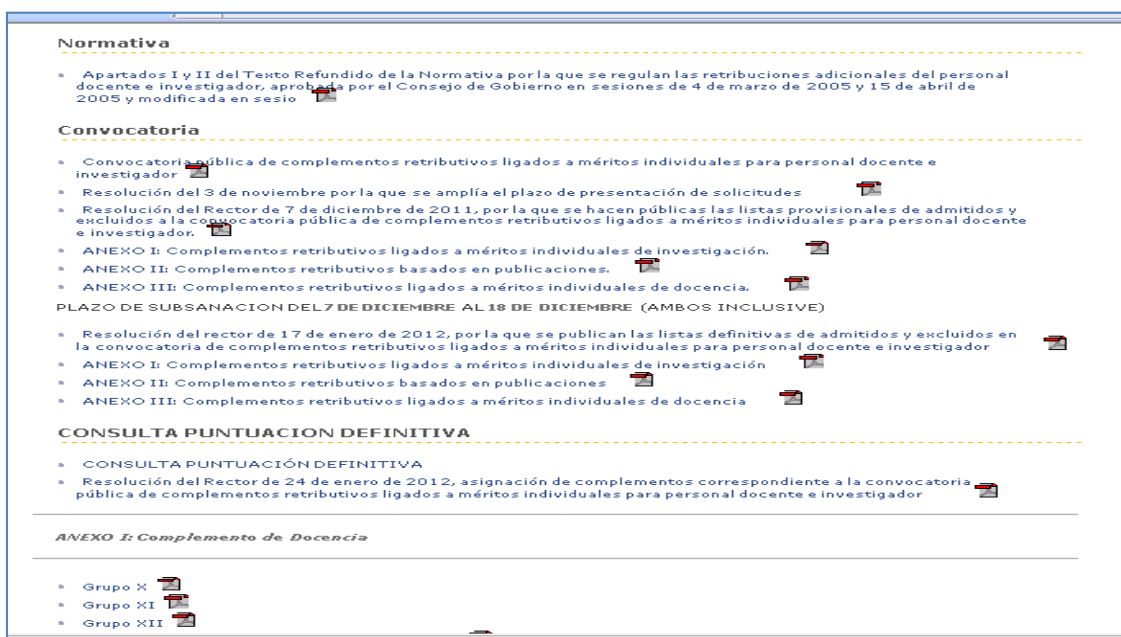 Normativa
Apartados I y II del Texto Refundido de la Normativa por la que se regulan las retribuciones adicionales del personal
docente e investigador, aprobada por el Consejo de Gobierno en sesiones de 4 de marzo de 2005 y 15 de abril de
2005 y modificada en sesio
Convocatoria
Convocatoria pública de complementos retributivos ligados a méritos individuales para personal docente e
investigador
Resolución del 3 de noviembre por la que se amplía el plazo de presentación de solicitudes
Resolución del Rector de 7 de diciembre de 2011, por la que se hacen públicas las listas provisionales de admitidos y
excluidos a la convocatoria pública de complementos retributivos ligados a méritos individuales para personal docente
e investigador.
ANEXO I: Complementos retributivos ligados a méritos individuales de investigación.
ANEXO II: Complementos retributivos basados en publicaciones.
ANEXO III: Complementos retributivos ligados a méritos individuales de docencia.
PLAZO DE SUBSANACION DEL 7 DE DICIEMBRE AL 18 DE DICIEMBRE (AMBOS INCLUSIVE)
Resolución del rector de 17 de enero de 2012, por la que se publican las listas definitivas de admitidos y excluidos en
la convocatoria de complementos retributivos ligados a méritos individuales para personal docente e investigador
ANEXO I: Complementos retributivos ligados a méritos individuales de investigación
ANEXO II: Complementos retributivos basados en publicaciones
ANEXO III: Complementos retributivos ligados a méritos individuales de docencia
CONSULTA PUNTUACION DEFINITIVA
CONSULTA PUNTUACIÓN DEFINITIVA
Resolución del Rector de 24 de enero de 2012, asignación de complementos correspondiente a la convocatoria
pública de complementos retributivos ligados a méritos individuales para personal docente e investigador
ANEXO I: Complemento de Docencia
Grupo X
Grupo XI
Grupo XII